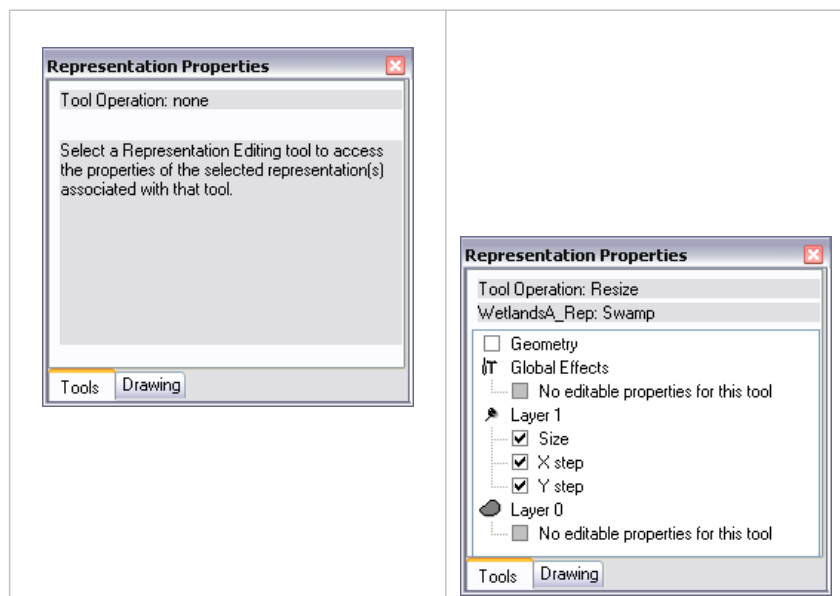 Representation Properties
Tool Operation: none
Select a Representation Editing tool to access
the properties of the selected representation(s)
associated with that tool.
Tools
Drawing
Representation Properties
Tool Operation: Resize
WetlandsA_Rep: Swamp
Geometry
Global Effects
No editable properties for this tool
Layer 1
Size
X step
Y step
Layer 0
No editable properties for this tool
Tools
Drawing